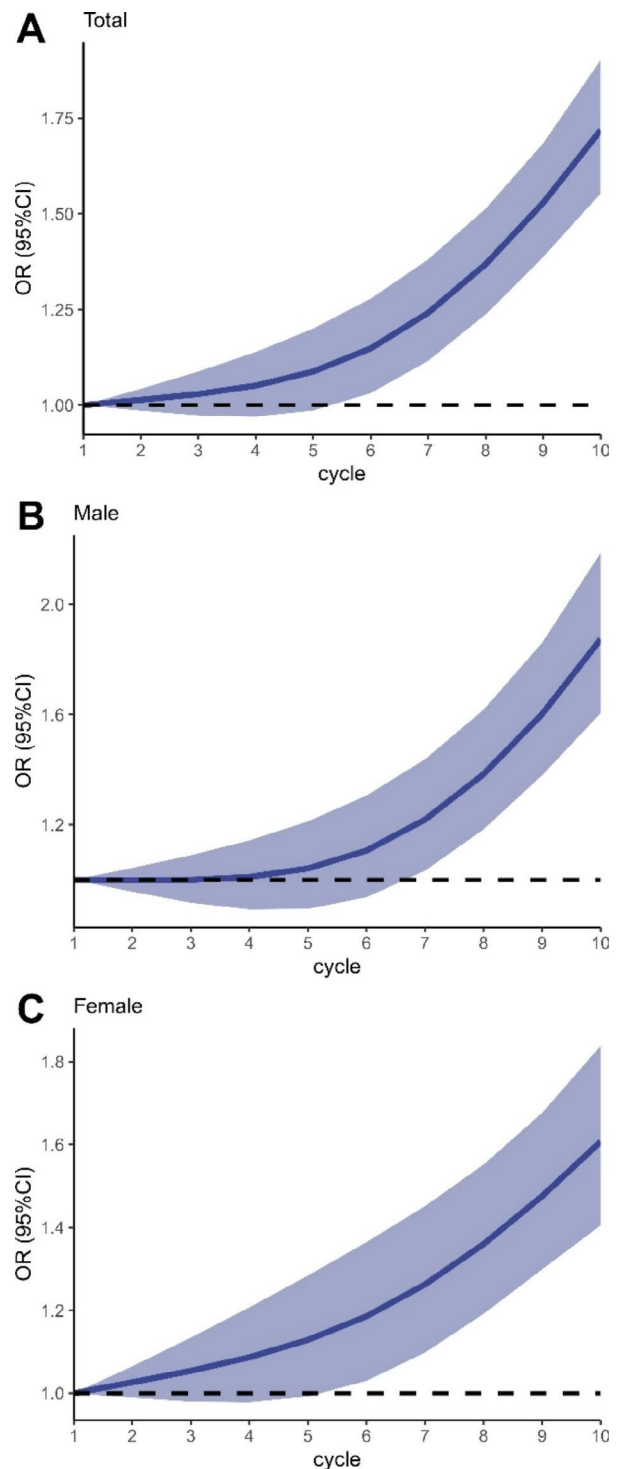 A Total
1.75
1.50
1.25
1.00
OR (95%CI)
1 2 3 4 5 6 7 8 9 10
cycle
B Male
2.0
1.6
1.2
OR (95%CI)
1 2 3 4 5 6 7 8 9 10
cycle
C Female
1.8
1.6
1.4
1.2
1.0
OR (95%CI)
1 2 3 4 5 6 7 8 9 10
cycle